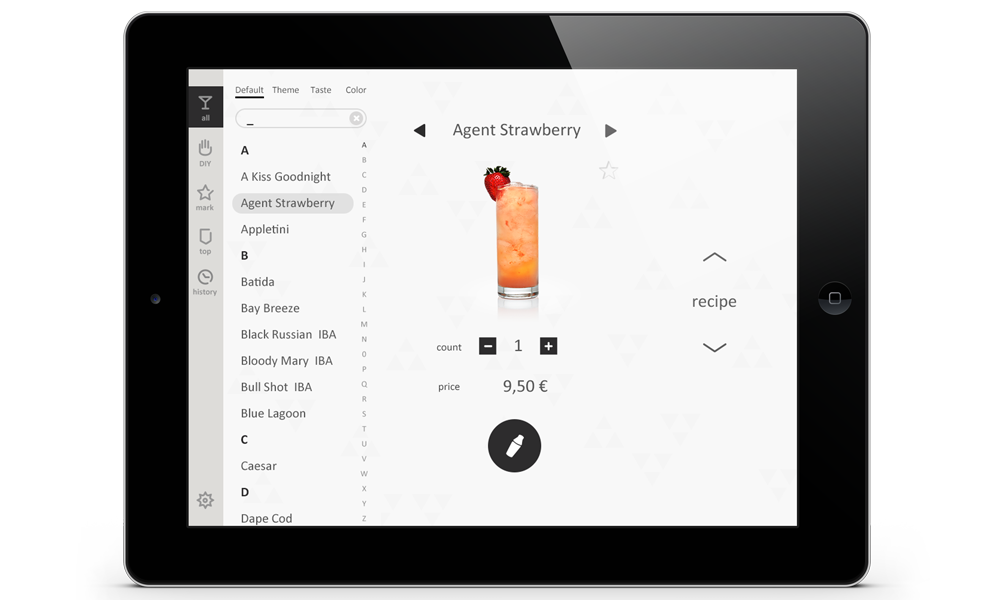 all
DIY
mark
top
history
Default Theme Taste Color
_
A
A Kiss Goodnight
Agent Strawberry
Appletini
B
Batida
Bay Breeze
Black Russian IBA
Bloody Mary IBA
Bull Shot IBA
Blue Lagoon
C
Caesar
D
Dape Cod
A
B
C
D
E
F
G
H
I
J
K
L
M
N
O
P
Q
R
S
T
U
V
W
X
Y
Z
Agent Strawberry
count - 1 +
price 9,50 €
recipe